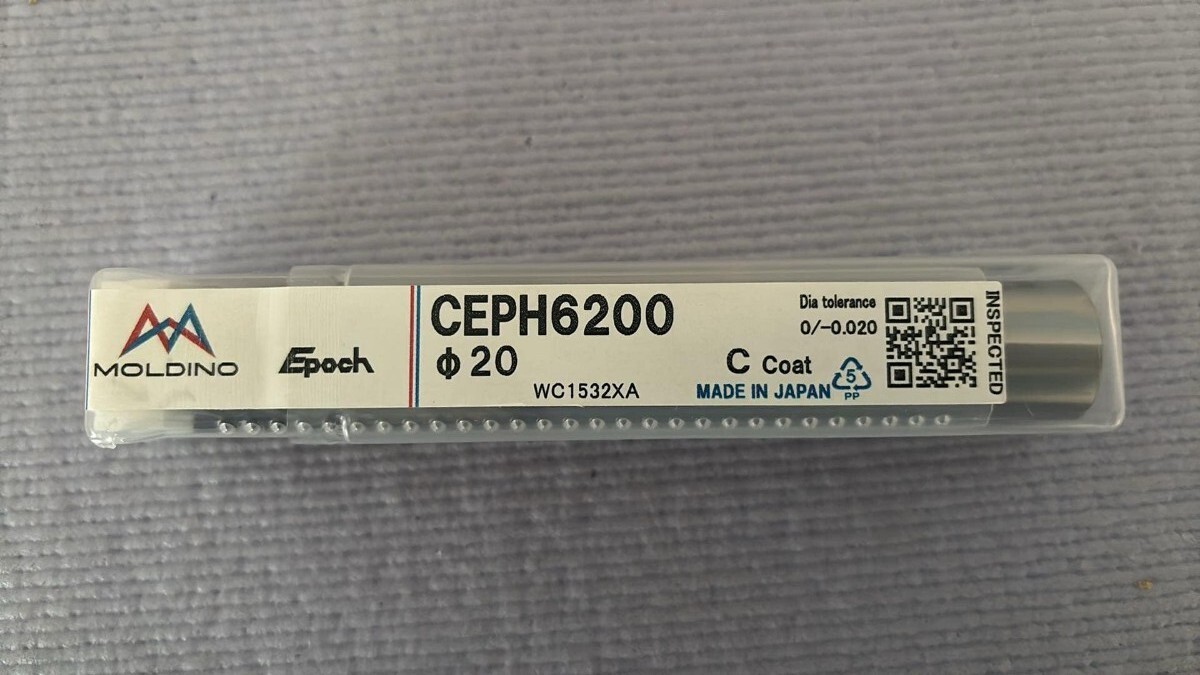 MOLDINO
Epoch
CEPH6200
φ20
WC1532XA
Dia tolerance
0/-0.020
C Coat
MADE IN JAPAN
5
PP
INSPECTED